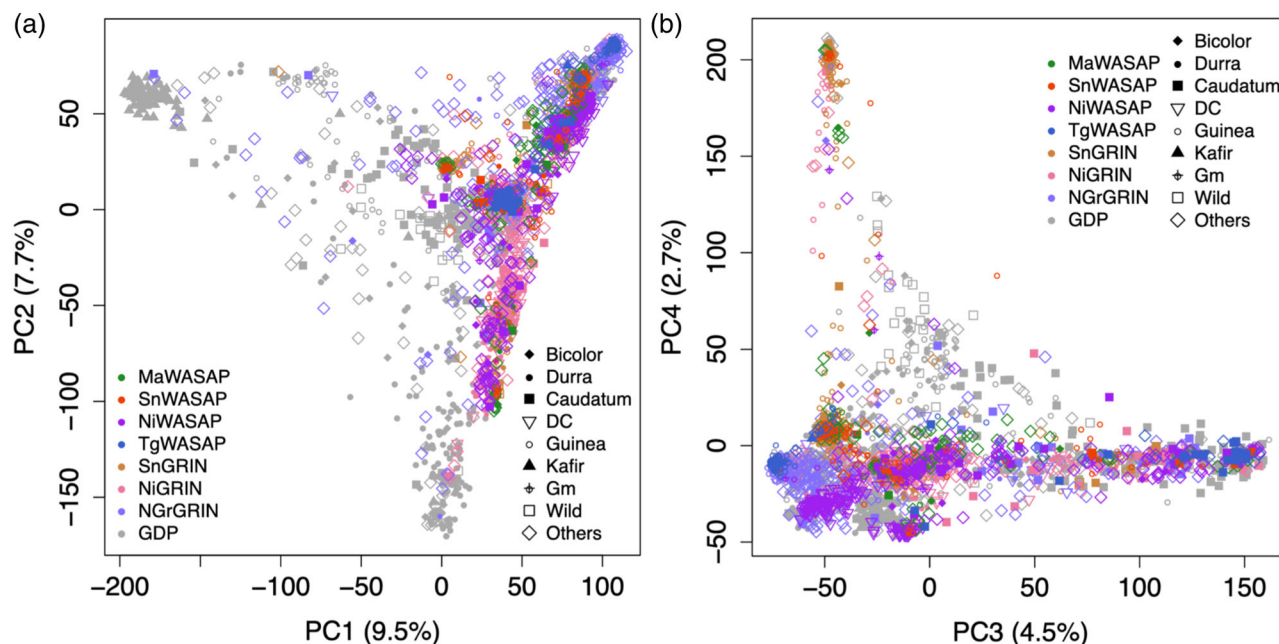 (a)
PC2 (7.7%)
50
0
−50
−100
−150
MaWASAP
SnWASAP
NiWASAP
TgWASAP
SnGRIN
NiGRIN
NGrGRIN
GDP
Bicolor
Durra
Caudatum
DC
Guinea
Kafir
Gm
Wild
Others
−200
−100
−50
0
50
100
PC1 (9.5%)
(b)
PC4 (2.7%)
200
150
100
50
0
−50
MaWASAP
SnWASAP
NiWASAP
TgWASAP
SnGRIN
NiGRIN
NGrGRIN
GDP
Bicolor
Durra
Caudatum
DC
Guinea
Kafir
Gm
Wild
Others
−50
0
50
100
150
PC3 (4.5%)